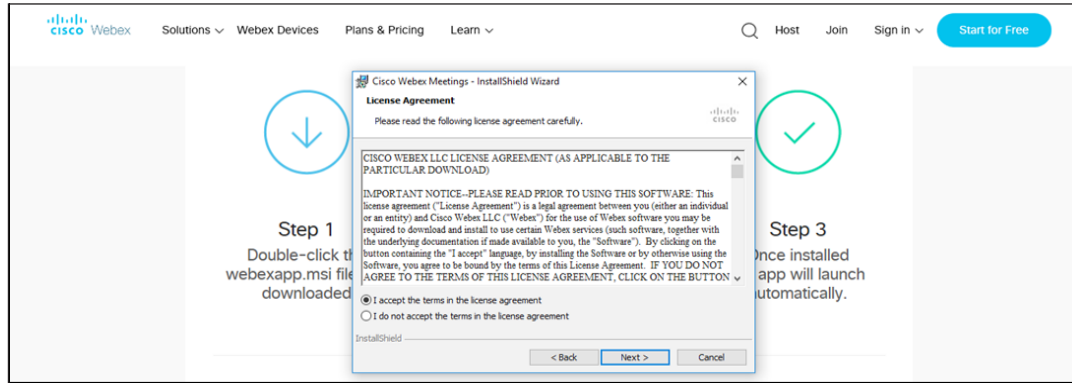 CISCO Webex Solutions Webex Devices Plans & Pricing Learn Host Join Sign in Start for Free
Cisco Webex Meetings - InstallShield Wizard
License Agreement
Please read the following license agreement carefully.
CISCO
CISCO WEBEX LLC LICENSE AGREEMENT (AS APPLICABLE TO THE
PARTICULAR DOWNLOAD)
IMPORTANT NOTICE--PLEASE READ PRIOR TO USING THIS SOFTWARE: This
license agreement ("License Agreement") is a legal agreement between you (either an individual
or an entity) and Cisco Webex LLC ("Webex") for the use of Webex software you may be
required to download and install to use certain Webex services (such software, together with
the underlying documentation if made available to you, the "Software"). By clicking on the
button containing the "I accept" language, by installing the Software or by otherwise using the
Software, you agree to be bound by the terms of this License Agreement. IF YOU DO NOT
AGREE TO THE TERMS OF THIS LICENSE AGREEMENT, CLICK ON THE BUTTON
I accept the terms in the license agreement
I do not accept the terms in the license agreement
InstallShield
< Back Next > Cancel
Step 1
Double-click th
webexapp.msi file
downloaded
Step 3
Once installed
app will launch
automatically.